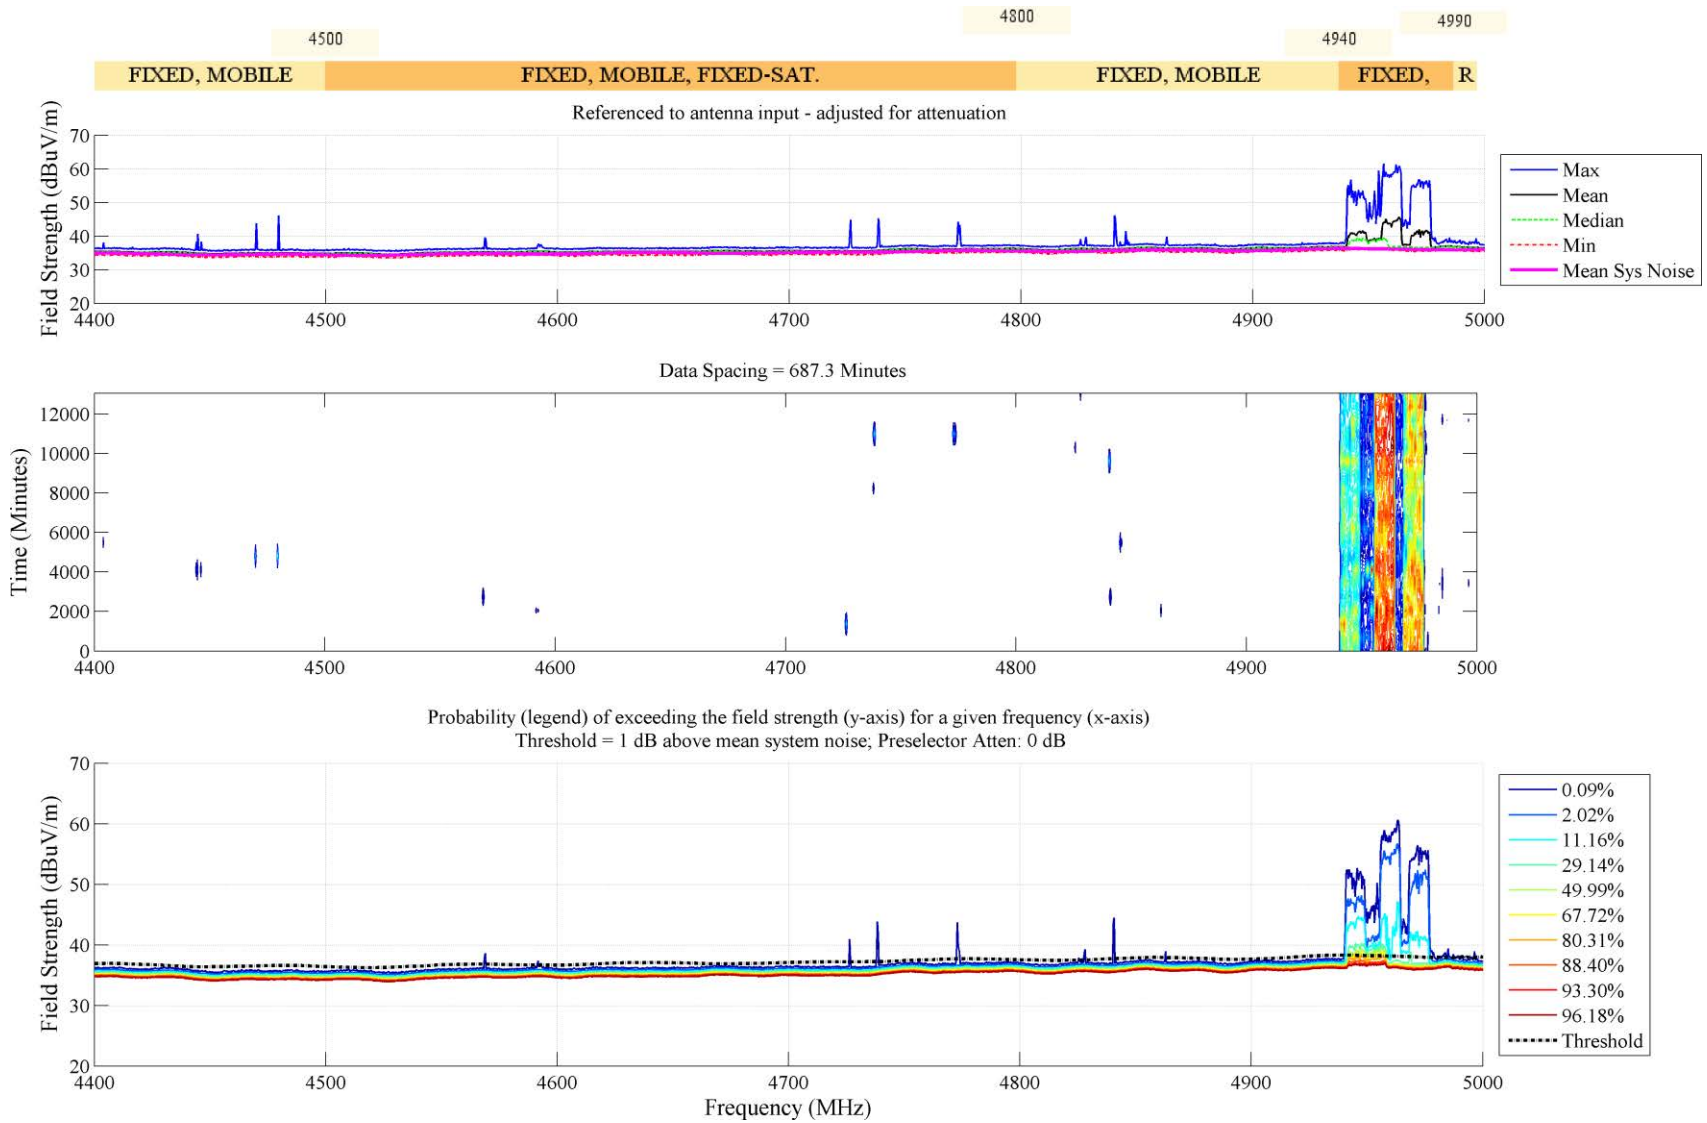 4500
4800
4940
4990
FIXED, MOBILE
FIXED, MOBILE, FIXED-SAT.
FIXED, MOBILE
FIXED,
R
Referenced to antenna input - adjusted for attenuation
Field Strength (dBuV/m)
70
60
50
40
30
20
4400
4500
4600
4700
4800
4900
5000
Max
Mean
Median
Min
Mean Sys Noise
Data Spacing = 687.3 Minutes
Time (Minutes)
12000
10000
8000
6000
4000
2000
0
4400
4500
4600
4700
4800
4900
5000
Probability (legend) of exceeding the field strength (y-axis) for a given frequency (x-axis)
Threshold = 1 dB above mean system noise; Preselector Atten: 0 dB
Field Strength (dBuV/m)
70
60
50
40
30
20
4400
4500
4600
4700
4800
4900
5000
Frequency (MHz)
0.09%
2.02%
11.16%
29.14%
49.99%
67.72%
80.31%
88.40%
93.30%
96.18%
Threshold